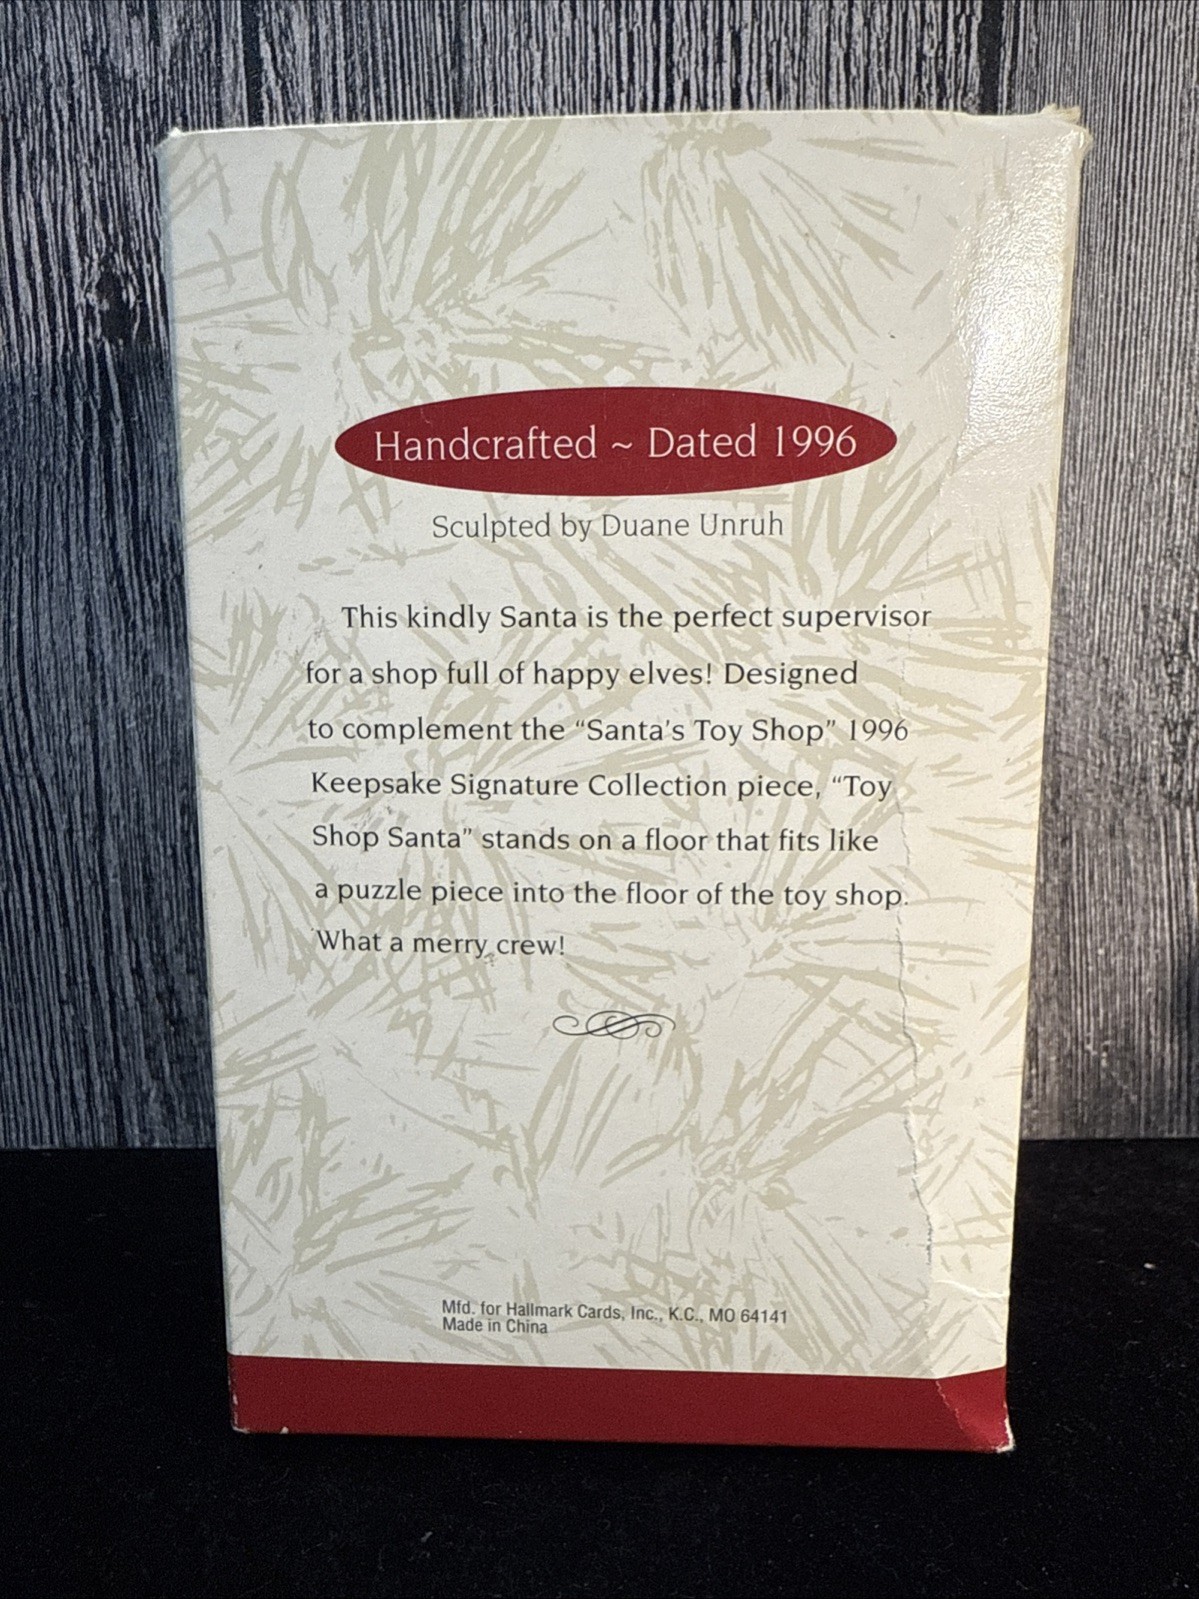 Handcrafted ~ Dated 1996
Sculpted by Duane Unruh
This kindly Santa is the perfect supervisor
for a shop full of happy elves! Designed
to complement the “Santa's Toy Shop” 1996
Keepsake Signature Collection piece, “Toy
Shop Santa” stands on a floor that fits like
a puzzle piece into the floor of the toy shop.
What a merry crew!
Mfd. for Hallmark Cards, Inc., K.C., MO 64141
Made in China